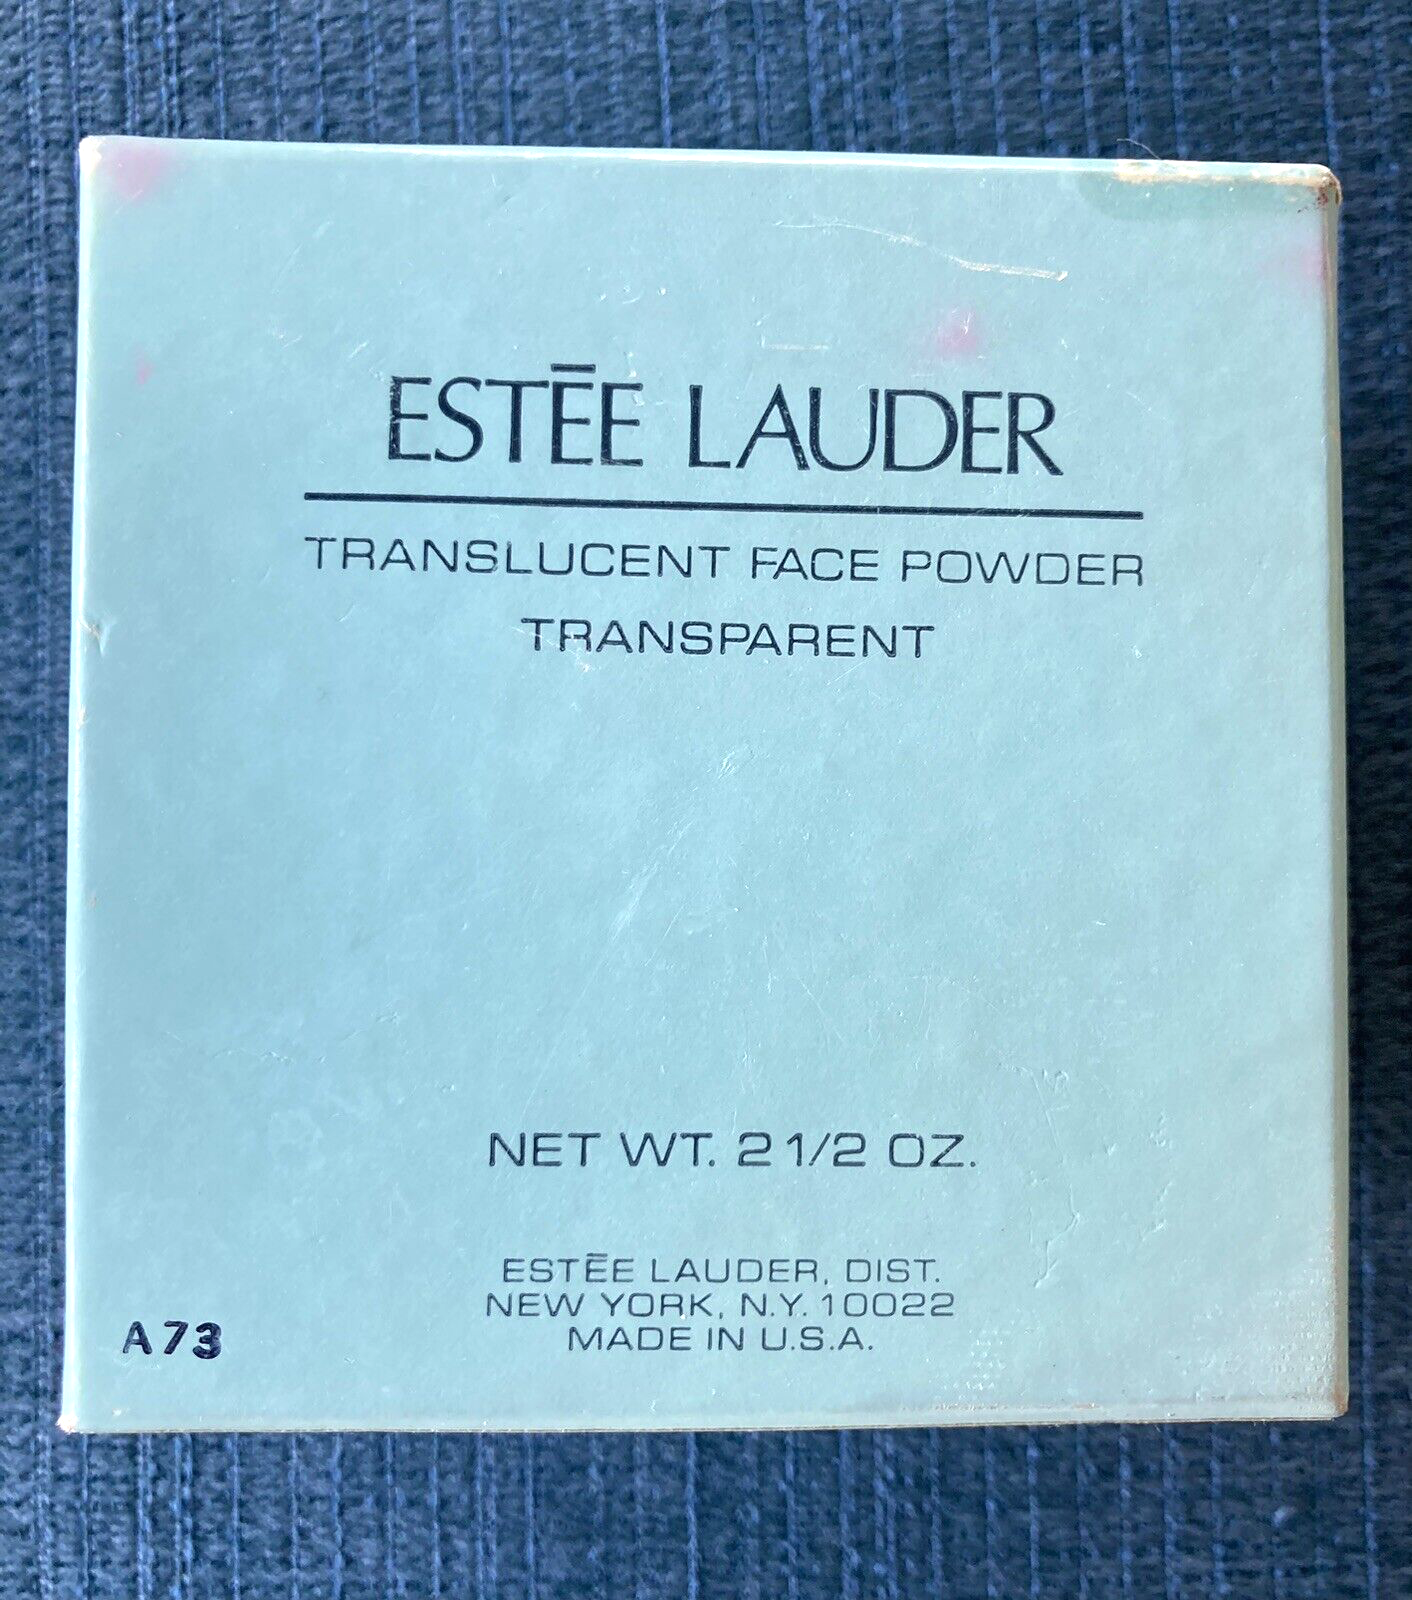 ESTĒE LAUDER
TRANSLUCENT FACE POWDER
TRANSPARENT
NET WT. 2 1/2 OZ.
ESTĒE LAUDER, DIST.
NEW YORK, N.Y. 10022
MADE IN U.S.A.
A73